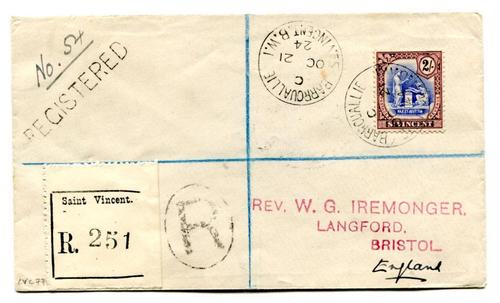 No. 54
REGISTERED
BARROUALLIE
C
OC 21
24
ST. VINCENT. B.W.I
BARROUALLIE
C
2/-
ST VINCENT
Saint Vincent.
R. 251
R
REV. W. G. IREMONGER,
LANGFORD,
BRISTOL.
England